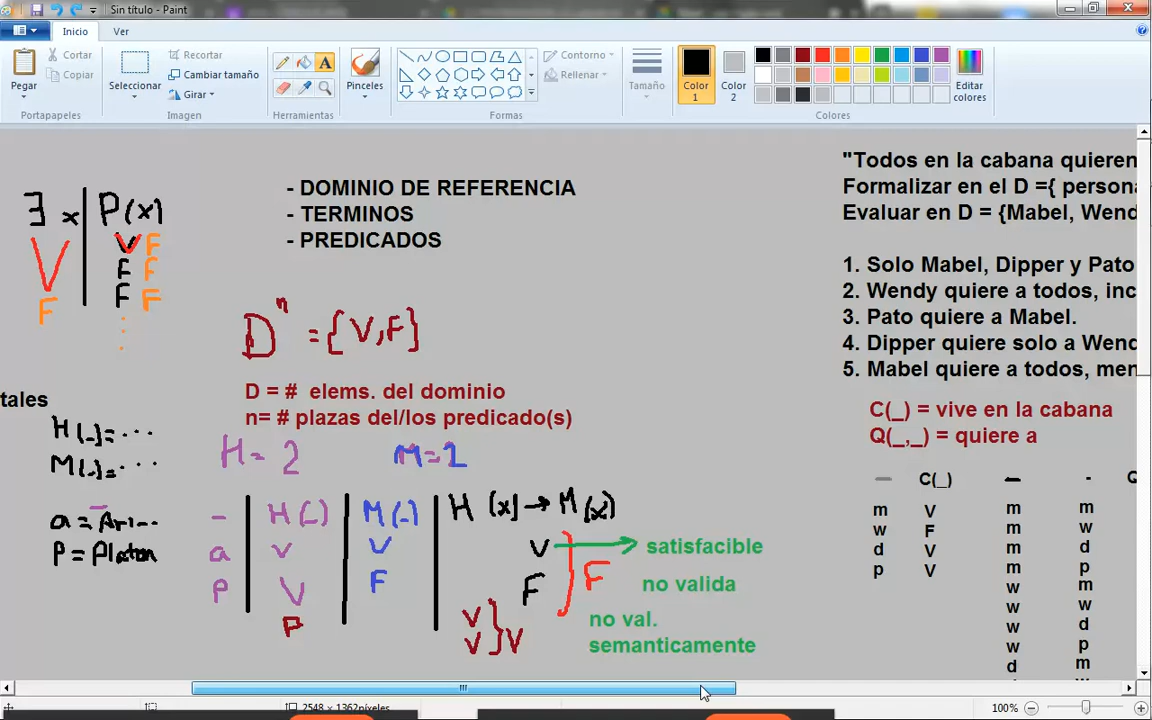 Sin título - Paint
Inicio Ver
Cortar
Copiar
Pegar
Portapapeles
Seleccionar
Recortar
Cambiar tamaño
Girar
Imagen
Herramientas
Pinceles
Contorno
Rellenar
Formas
Tamaño
Color 1
Color 2
Editar colores
Colores
∃ x P(x)
V V F
F F
F F F
- DOMINIO DE REFERENCIA
- TERMINOS
- PREDICADOS
D^n = {V,F}
D = # elems. del dominio
n= # plazas del/los predicado(s)
H = 2 M=1
tales
H(_)=...
M(_)=...
a = Ari...
P = Platon
_ H(_) M(_) H(x) → M(x)
a V V V satisfacible
P V F F F no valida
P V V V no val. semanticamente
"Todos en la cabana quieren
Formalizar en el D ={ persona
Evaluar en D = {Mabel, Wendy
1. Solo Mabel, Dipper y Pato
2. Wendy quiere a todos, inc
3. Pato quiere a Mabel.
4. Dipper quiere solo a Wend
5. Mabel quiere a todos, men
C(_) = vive en la cabana
Q(_,_) = quiere a
_ C(_) _ - Q
m V m m
w F m w
d V m d
p V m p
w m
w w
w d
w p
d m
2548 × 1362píxeles
100%